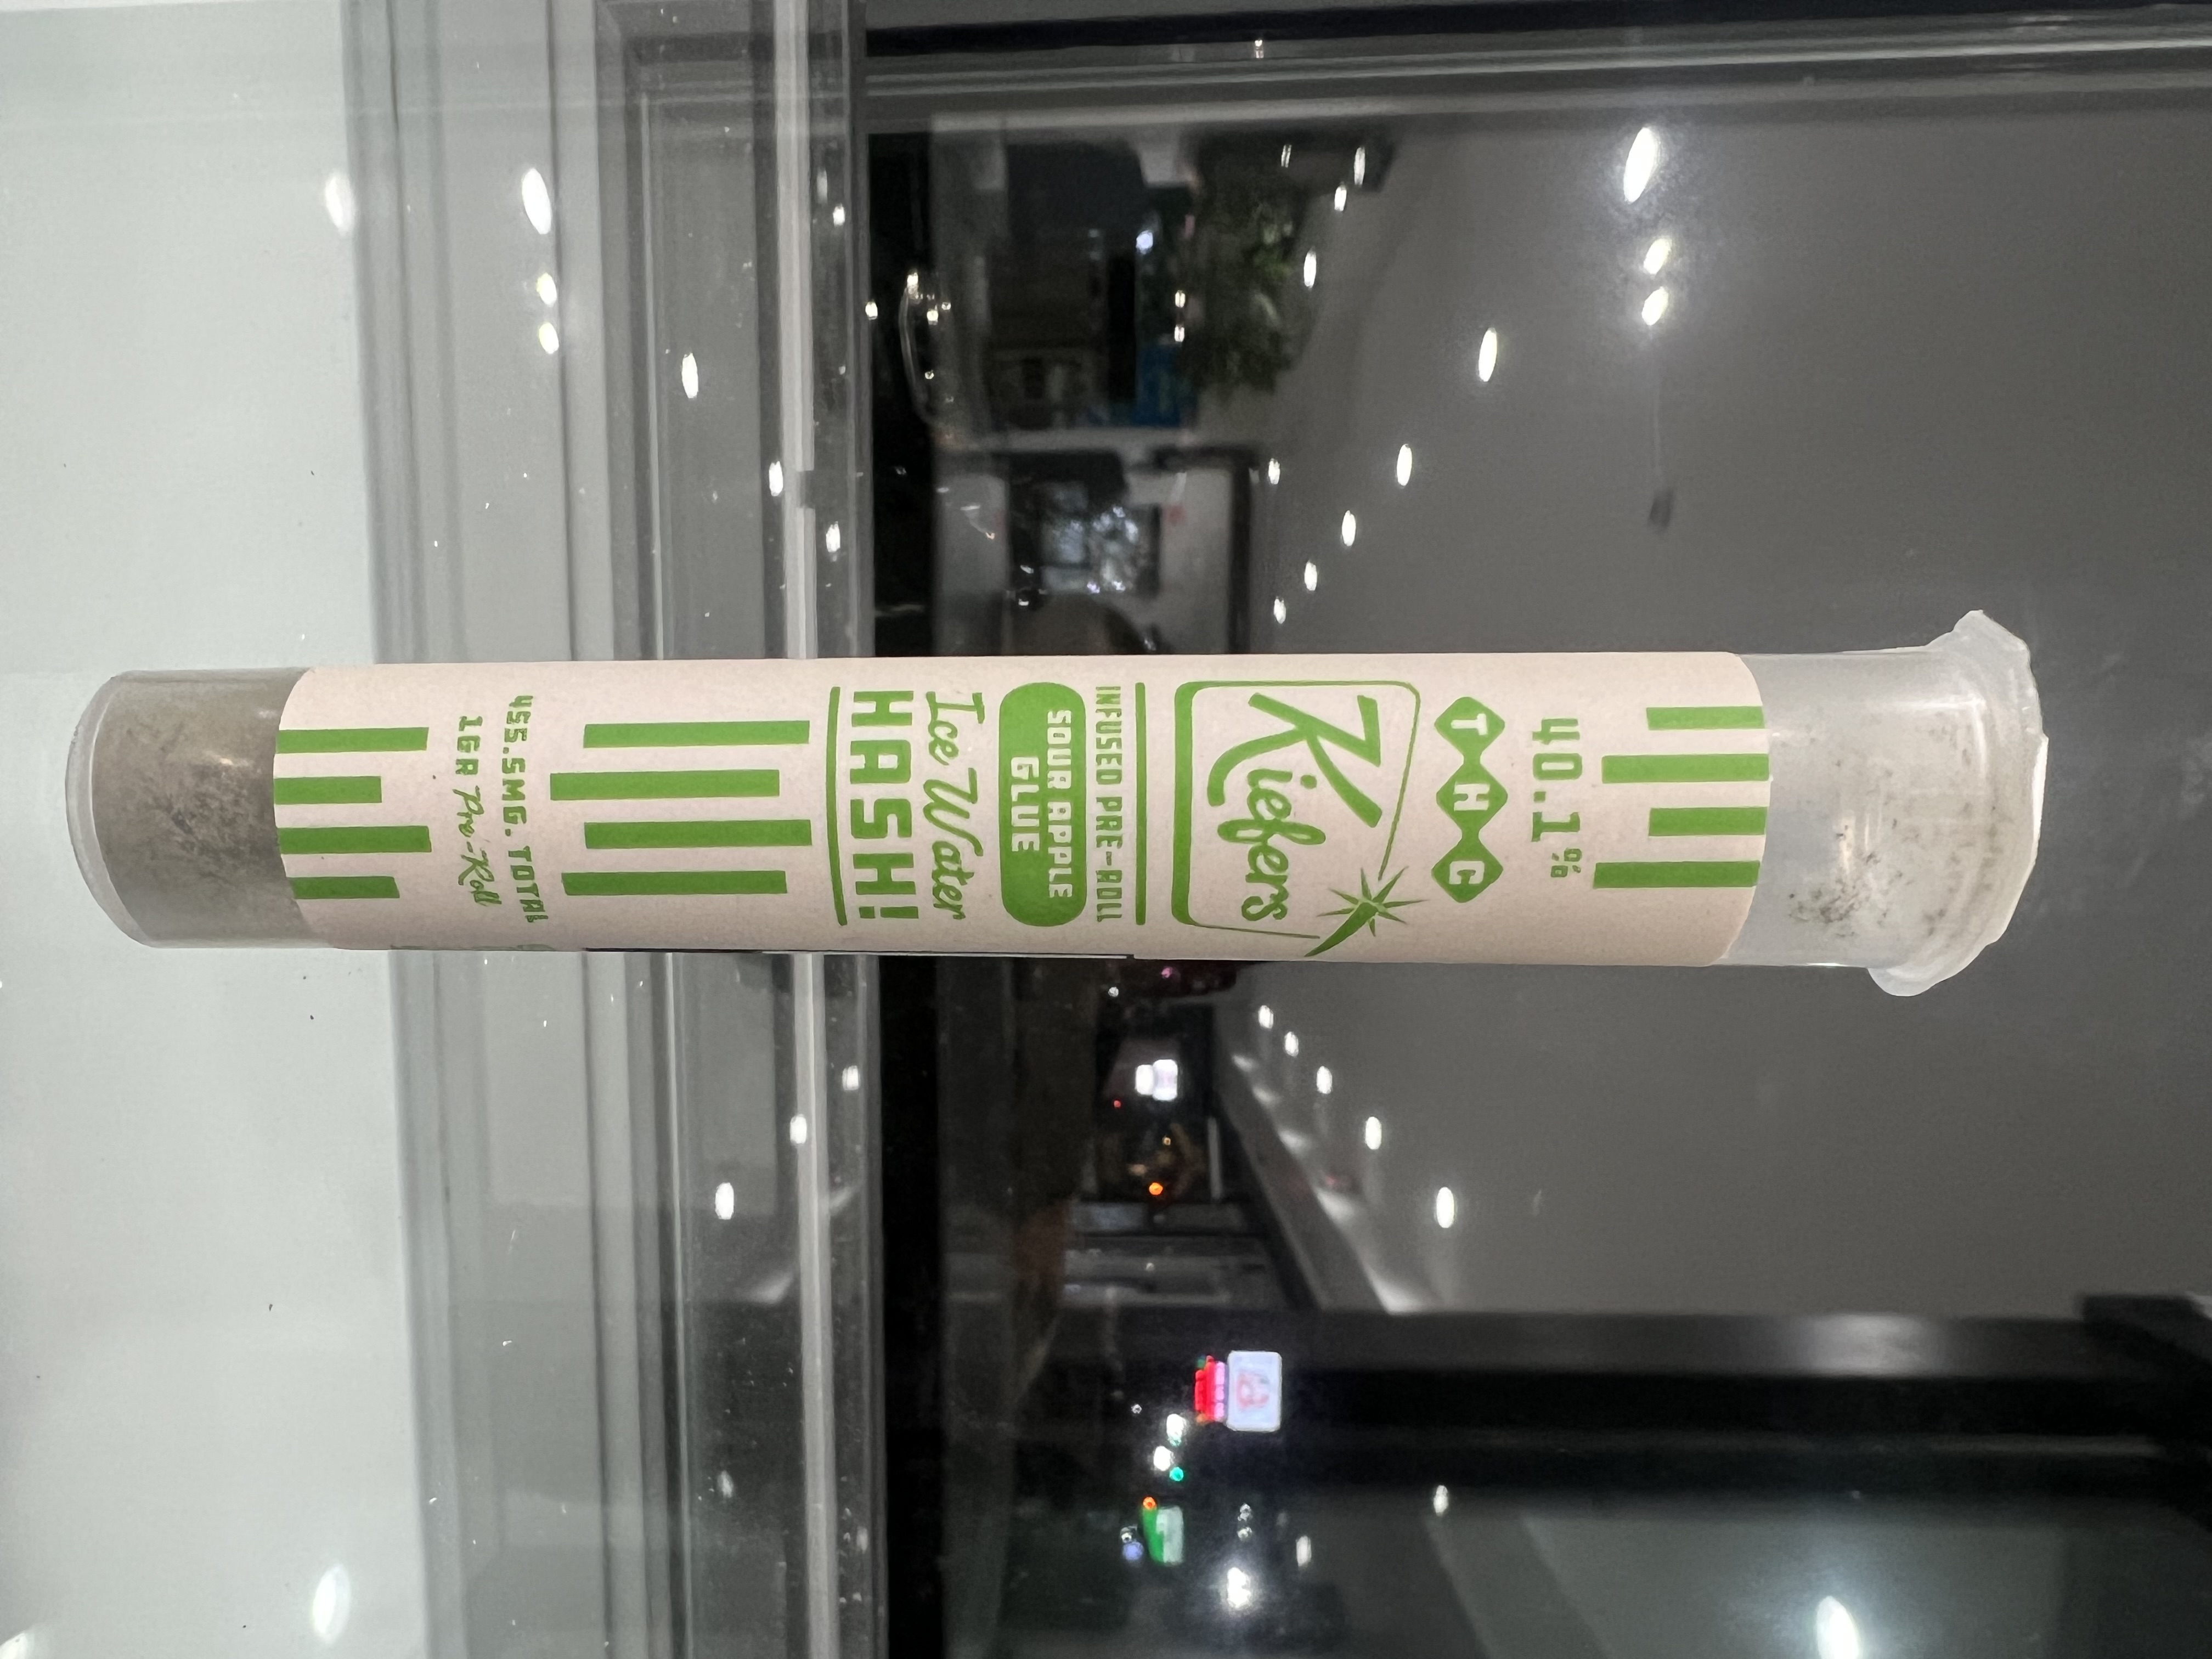 40.1%
THC
Kiefers
INFUSED PRE-ROLL
SOUR APPLE
GLUE
Ice Water
HASH!
455.5MG. TOTAL
1GR Pre-Roll